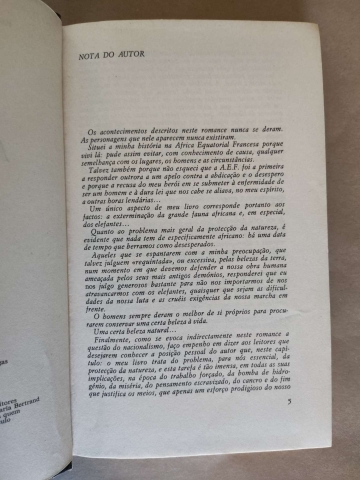 NOTA DO AUTOR
Os acontecimentos descritos neste romance nunca se deram.
As personagens que nele aparecem nunca existiram.
Situei a minha história na Africa Equatorial Francesa porque
vivi lá: pude assim evitar, com conhecimento de causa, qualquer
semelhança com os lugares, os homens e as circunstâncias.
Talvez também porque não esqueci que a A.E.F. foi a primeira
a responder outrora a um apelo contra a abdicação e o desespero
e porque a recusa do meu herói em se submeter à enfermidade de
ser um homem e à dura lei que nos cabe se aliou, no meu espírito,
a outras horas lendárias...
Um único aspecto de meu livro corresponde portanto aos
factos: a exterminação da grande fauna africana e, em especial,
dos elefantes...
Quanto ao problema mais geral da protecção da natureza, é
evidente que nada tem de especificamente africano: há uma data
de tempo que berramos como desesperados.
Aqueles que se espantarem com a minha preocupação, que
talvez julguem «requintada», ou excessiva, pelas belezas da terra,
num momento em que devemos defender a nossa obra humana
ameaçada pelos seus mais antigos demónios, responderei que eu
nos julgo generosos bastante para não nos importarmos de nos
atravancarmos com os elefantes, quaisquer que sejam as dificul-
dades da nossa luta e as cruéis exigências da nossa marcha em
frente.
O homens sempre deram o melhor de si próprios para procu-
rarem conservar uma certa beleza à vida.
Uma certa beleza natural...
Finalmente, como se evoca indirectamente neste romance a
questão do nacionalismo, faço empenho em dizer aos leitores que
desejarem conhecer a posição pessoal do autor que, neste capí-
tulo: o meu livro trata do problema, para nós essencial, da
protecção da natureza, e esta tarefa é tão imensa, em todas as suas
implicações, na época do trabalho forçado, da bomba de hidro-
génio, da miséria, do pensamento escravizado, do cancro e do fim
que justifica os meios, que apenas um esforço prodigioso do nosso
5
itores
aria Bertrand